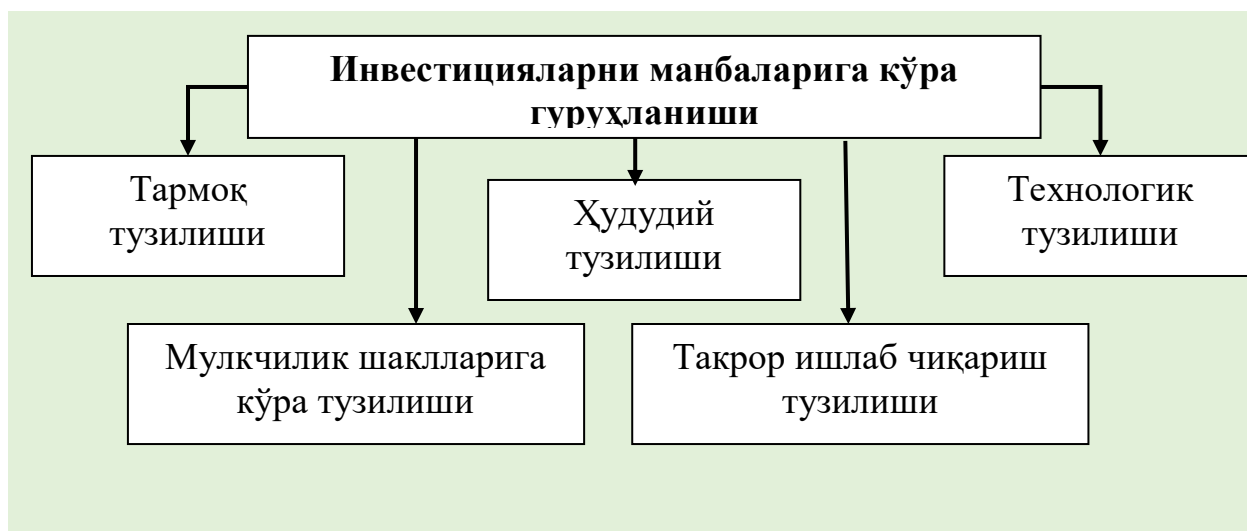 Инвестицияларни манбаларига кўра
гуруҳланиши
Тармоқ
тузилиши
Ҳудудий
тузилиши
Технологик
тузилиши
Мулкчилик шаклларига
кўра тузилиши
Такрор ишлаб чиқариш
тузилиши